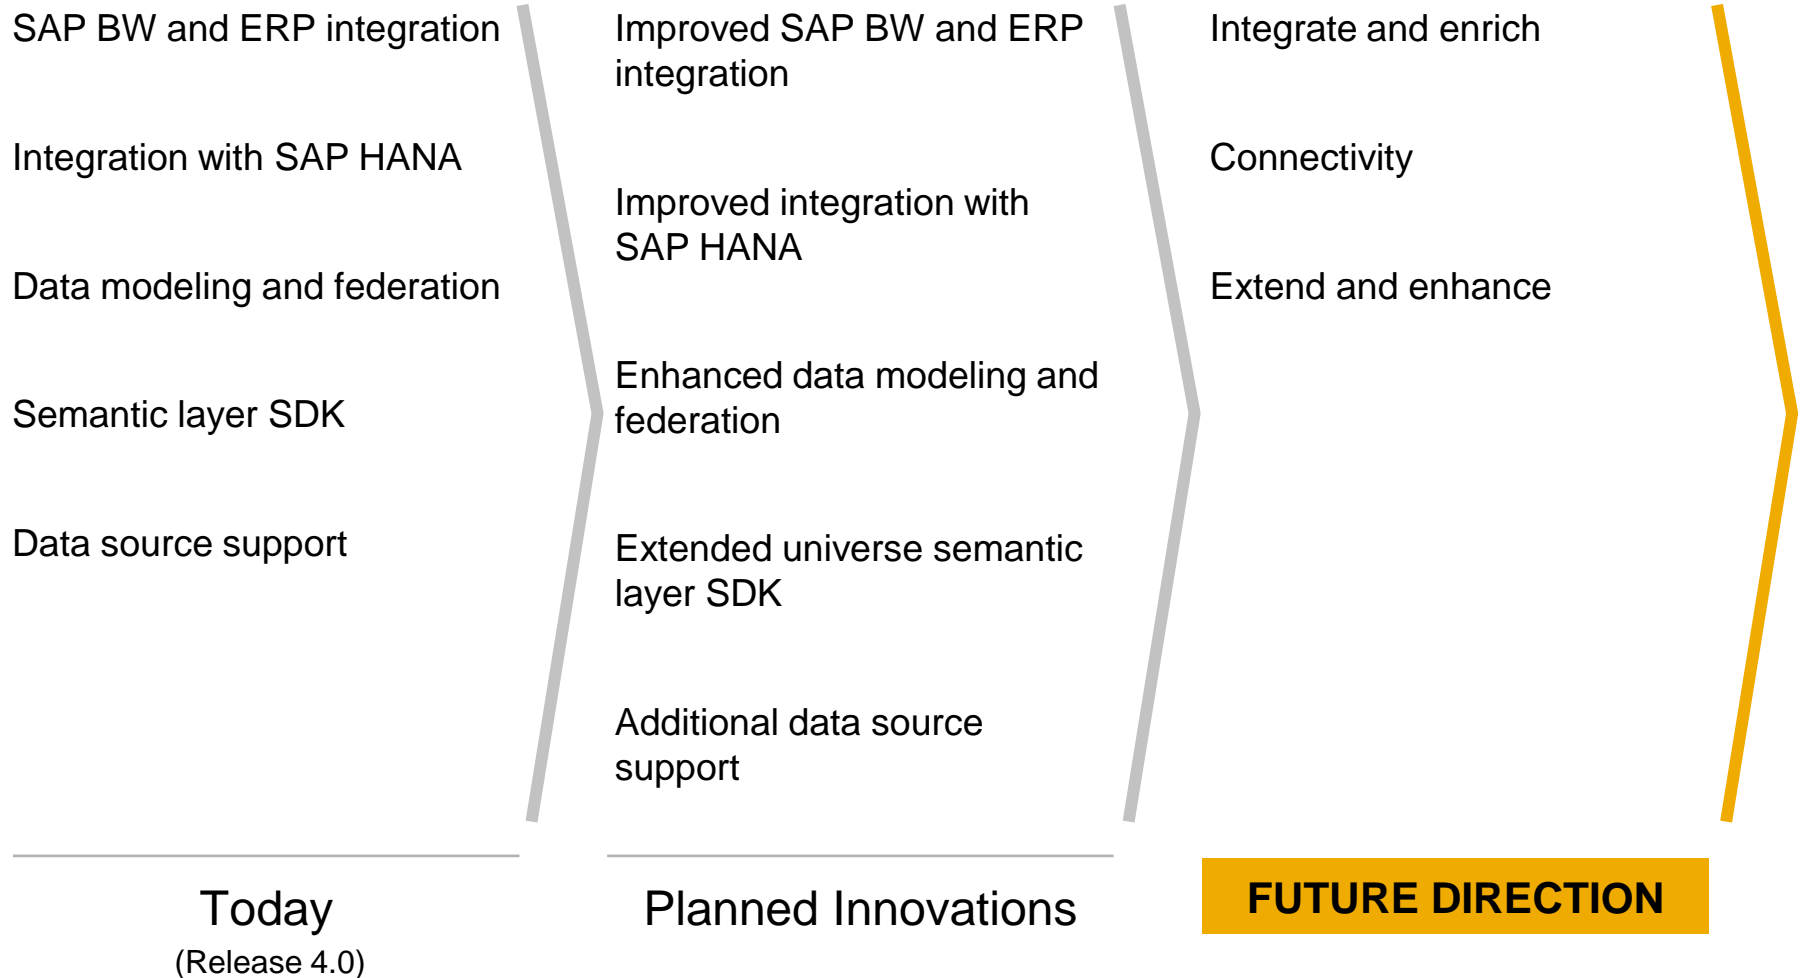 SAP BW and ERP integration
Integration with SAP HANA
Data modeling and federation
Semantic layer SDK
Data source support
Today
(Release 4.0)
Improved SAP BW and ERP
integration
Improved integration with
SAP HANA
Enhanced data modeling and
federation
Extended universe semantic
layer SDK
Additional data source
support
Planned Innovations
Integrate and enrich
Connectivity
Extend and enhance
FUTURE DIRECTION